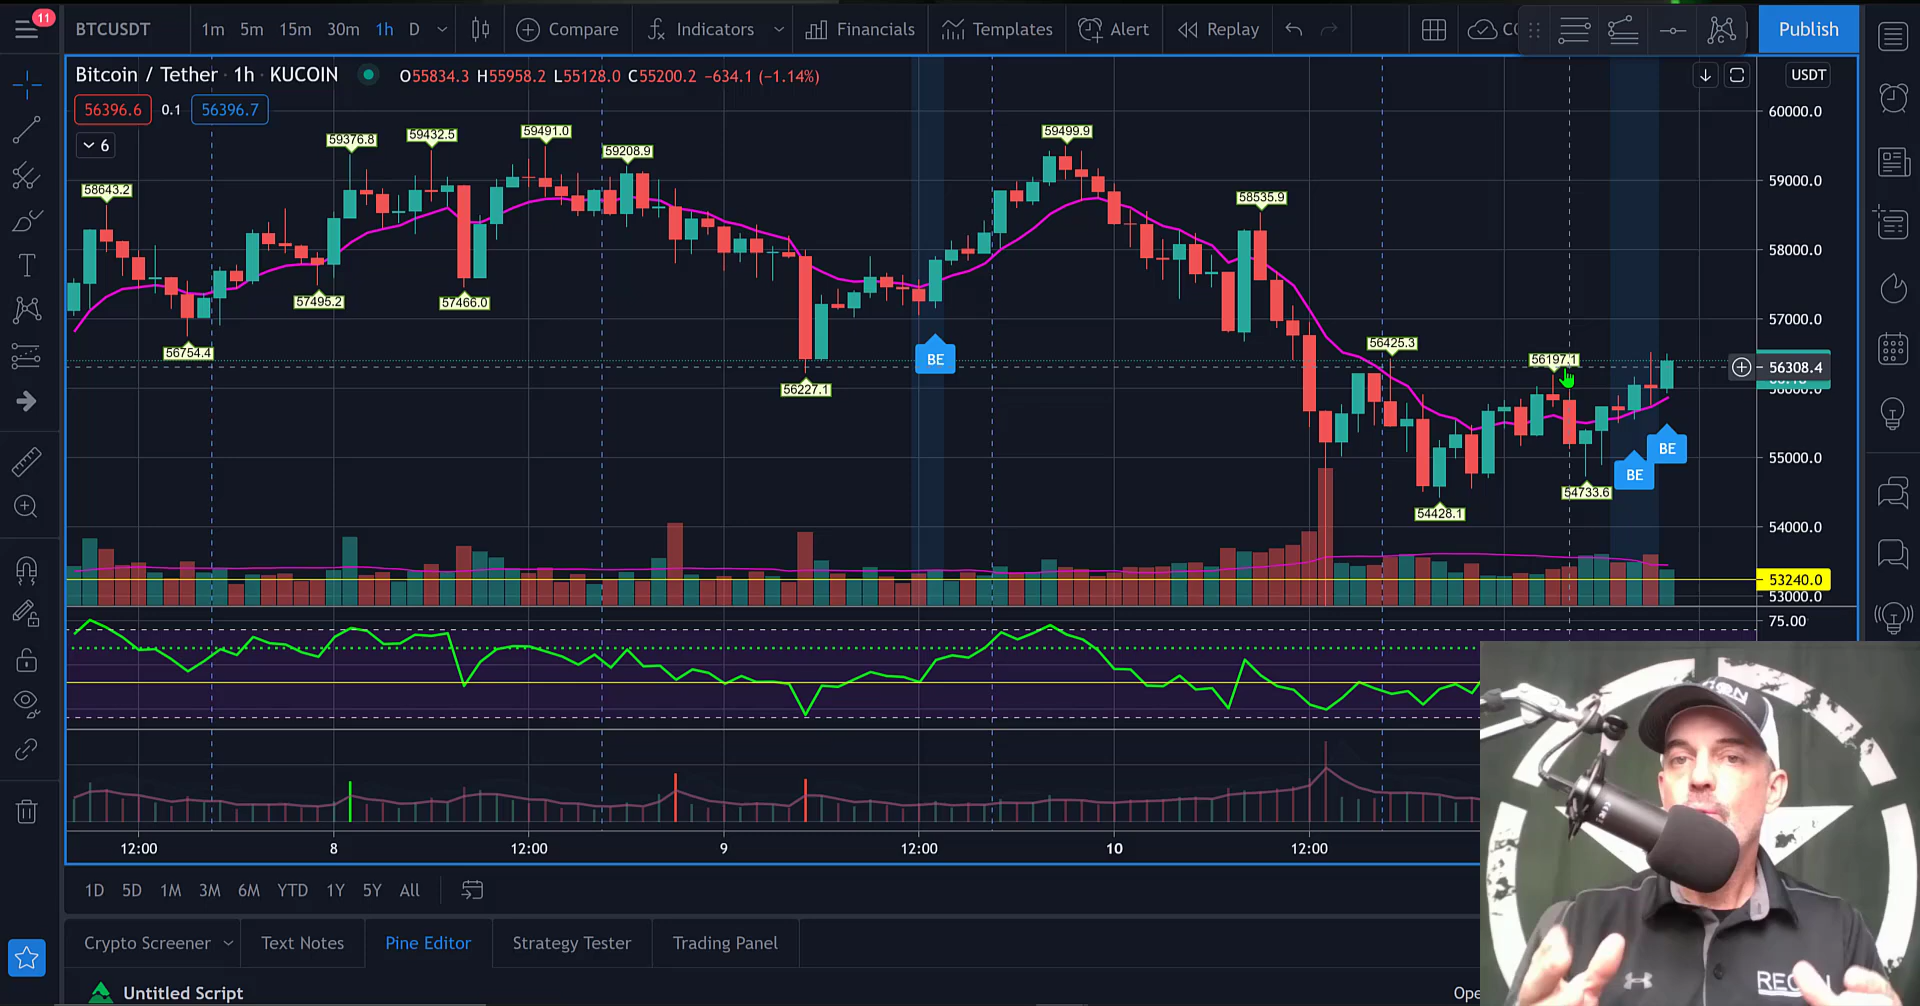 11
BTCUSDT 1m 5m 15m 30m 1h D Compare Indicators Financials Templates Alert Replay Publish
Bitcoin / Tether · 1h · KUCOIN O55834.3 H55958.2 L55128.0 C55200.2 −634.1 (−1.14%) USDT
56396.6 0.1 56396.7
6
60000.0
59491.0
59499.9
59432.5
59376.8
59208.9
59000.0
58643.2
58535.9
58000.0
57495.2
57466.0
57000.0
56425.3
56754.4
56197.1
BE
56308.4
56000.0
56227.1
BE
55000.0
BE
54733.6
54428.1
54000.0
53240.0
53000.0
75.00
12:00 8 12:00 9 12:00 10 12:00
1D 5D 1M 3M 6M YTD 1Y 5Y All
Crypto Screener Text Notes Pine Editor Strategy Tester Trading Panel
Untitled Script Ope